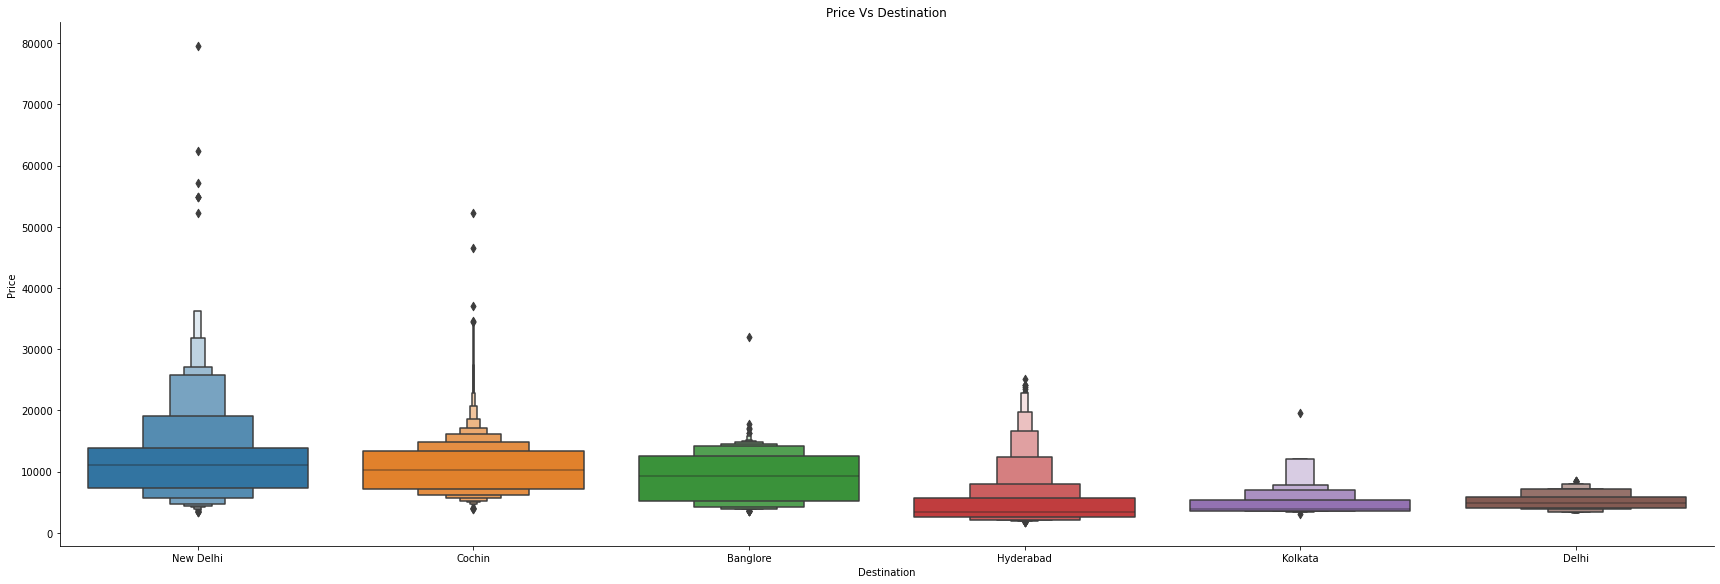 Price Vs Destination
80000
70000
60000
50000
40000
30000
20000
10000
0
Price
New Delhi
Cochin
Banglore
Hyderabad
Kolkata
Delhi
Destination